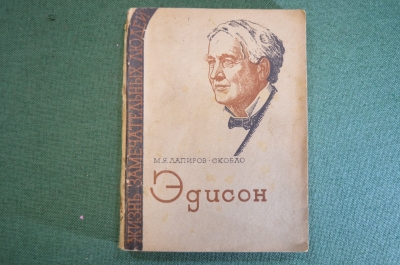 ЖИЗНЬ ЗАМЕЧАТЕЛЬНЫХ ЛЮДЕЙ
М.Я. ЛАПИРОВ-СКОБЛО
Эдисон